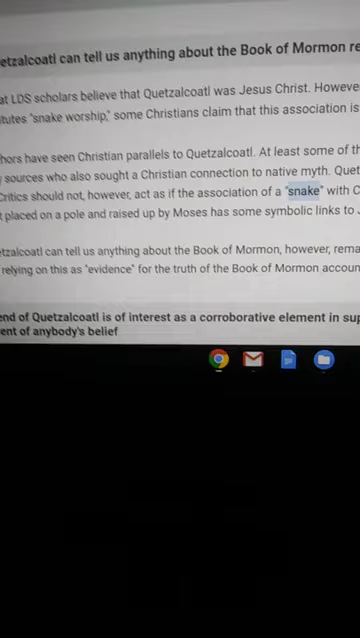 etzalcoatl can tell us anything about the Book of Mormon re
at LDS scholars believe that Quetzalcoatl was Jesus Christ. Howeve
tutes "snake worship," some Christians claim that this association is
hors have seen Christian parallels to Quetzalcoatl. At least some of th
sources who also sought a Christian connection to native myth. Quet
Critics should not, however, act as if the association of a "snake" with C
t placed on a pole and raised up by Moses has some symbolic links to
etzalcoatl can tell us anything about the Book of Mormon, however, rema
relying on this as "evidence" for the truth of the Book of Mormon accoun
end of Quetzalcoatl is of interest as a corroborative element in sup
ent of anybody's belief